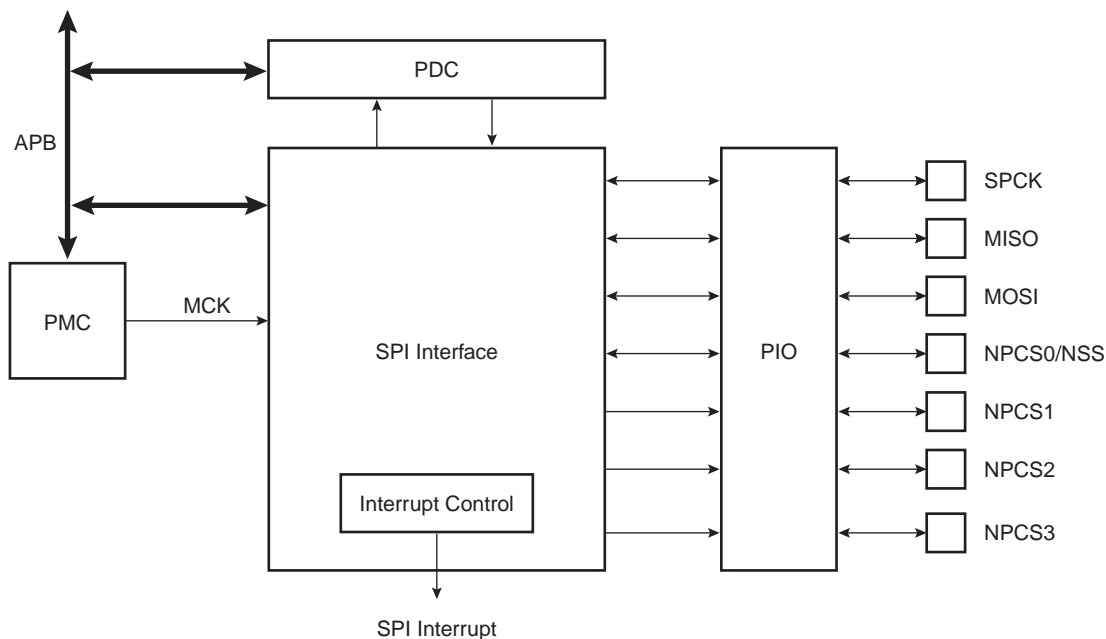 PDC
APB
SPCK
MISO
MOSI
MCK
PMC
SPI Interface
PIO
NPCS0/NSS
NPCS1
NPCS2
Interrupt Control
NPCS3
SPI Interrupt